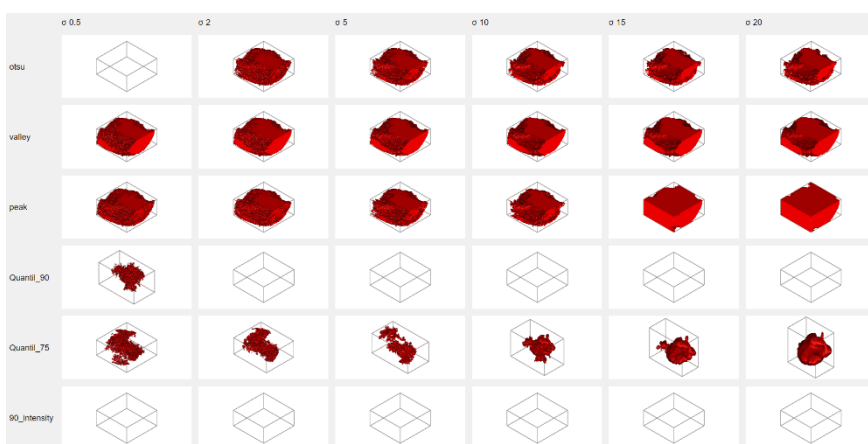 σ 0.5 σ 2 σ 5 σ 10 σ 15 σ 20
otsu
valley
peak
Quantil_90
Quantil_75
90_Intensity